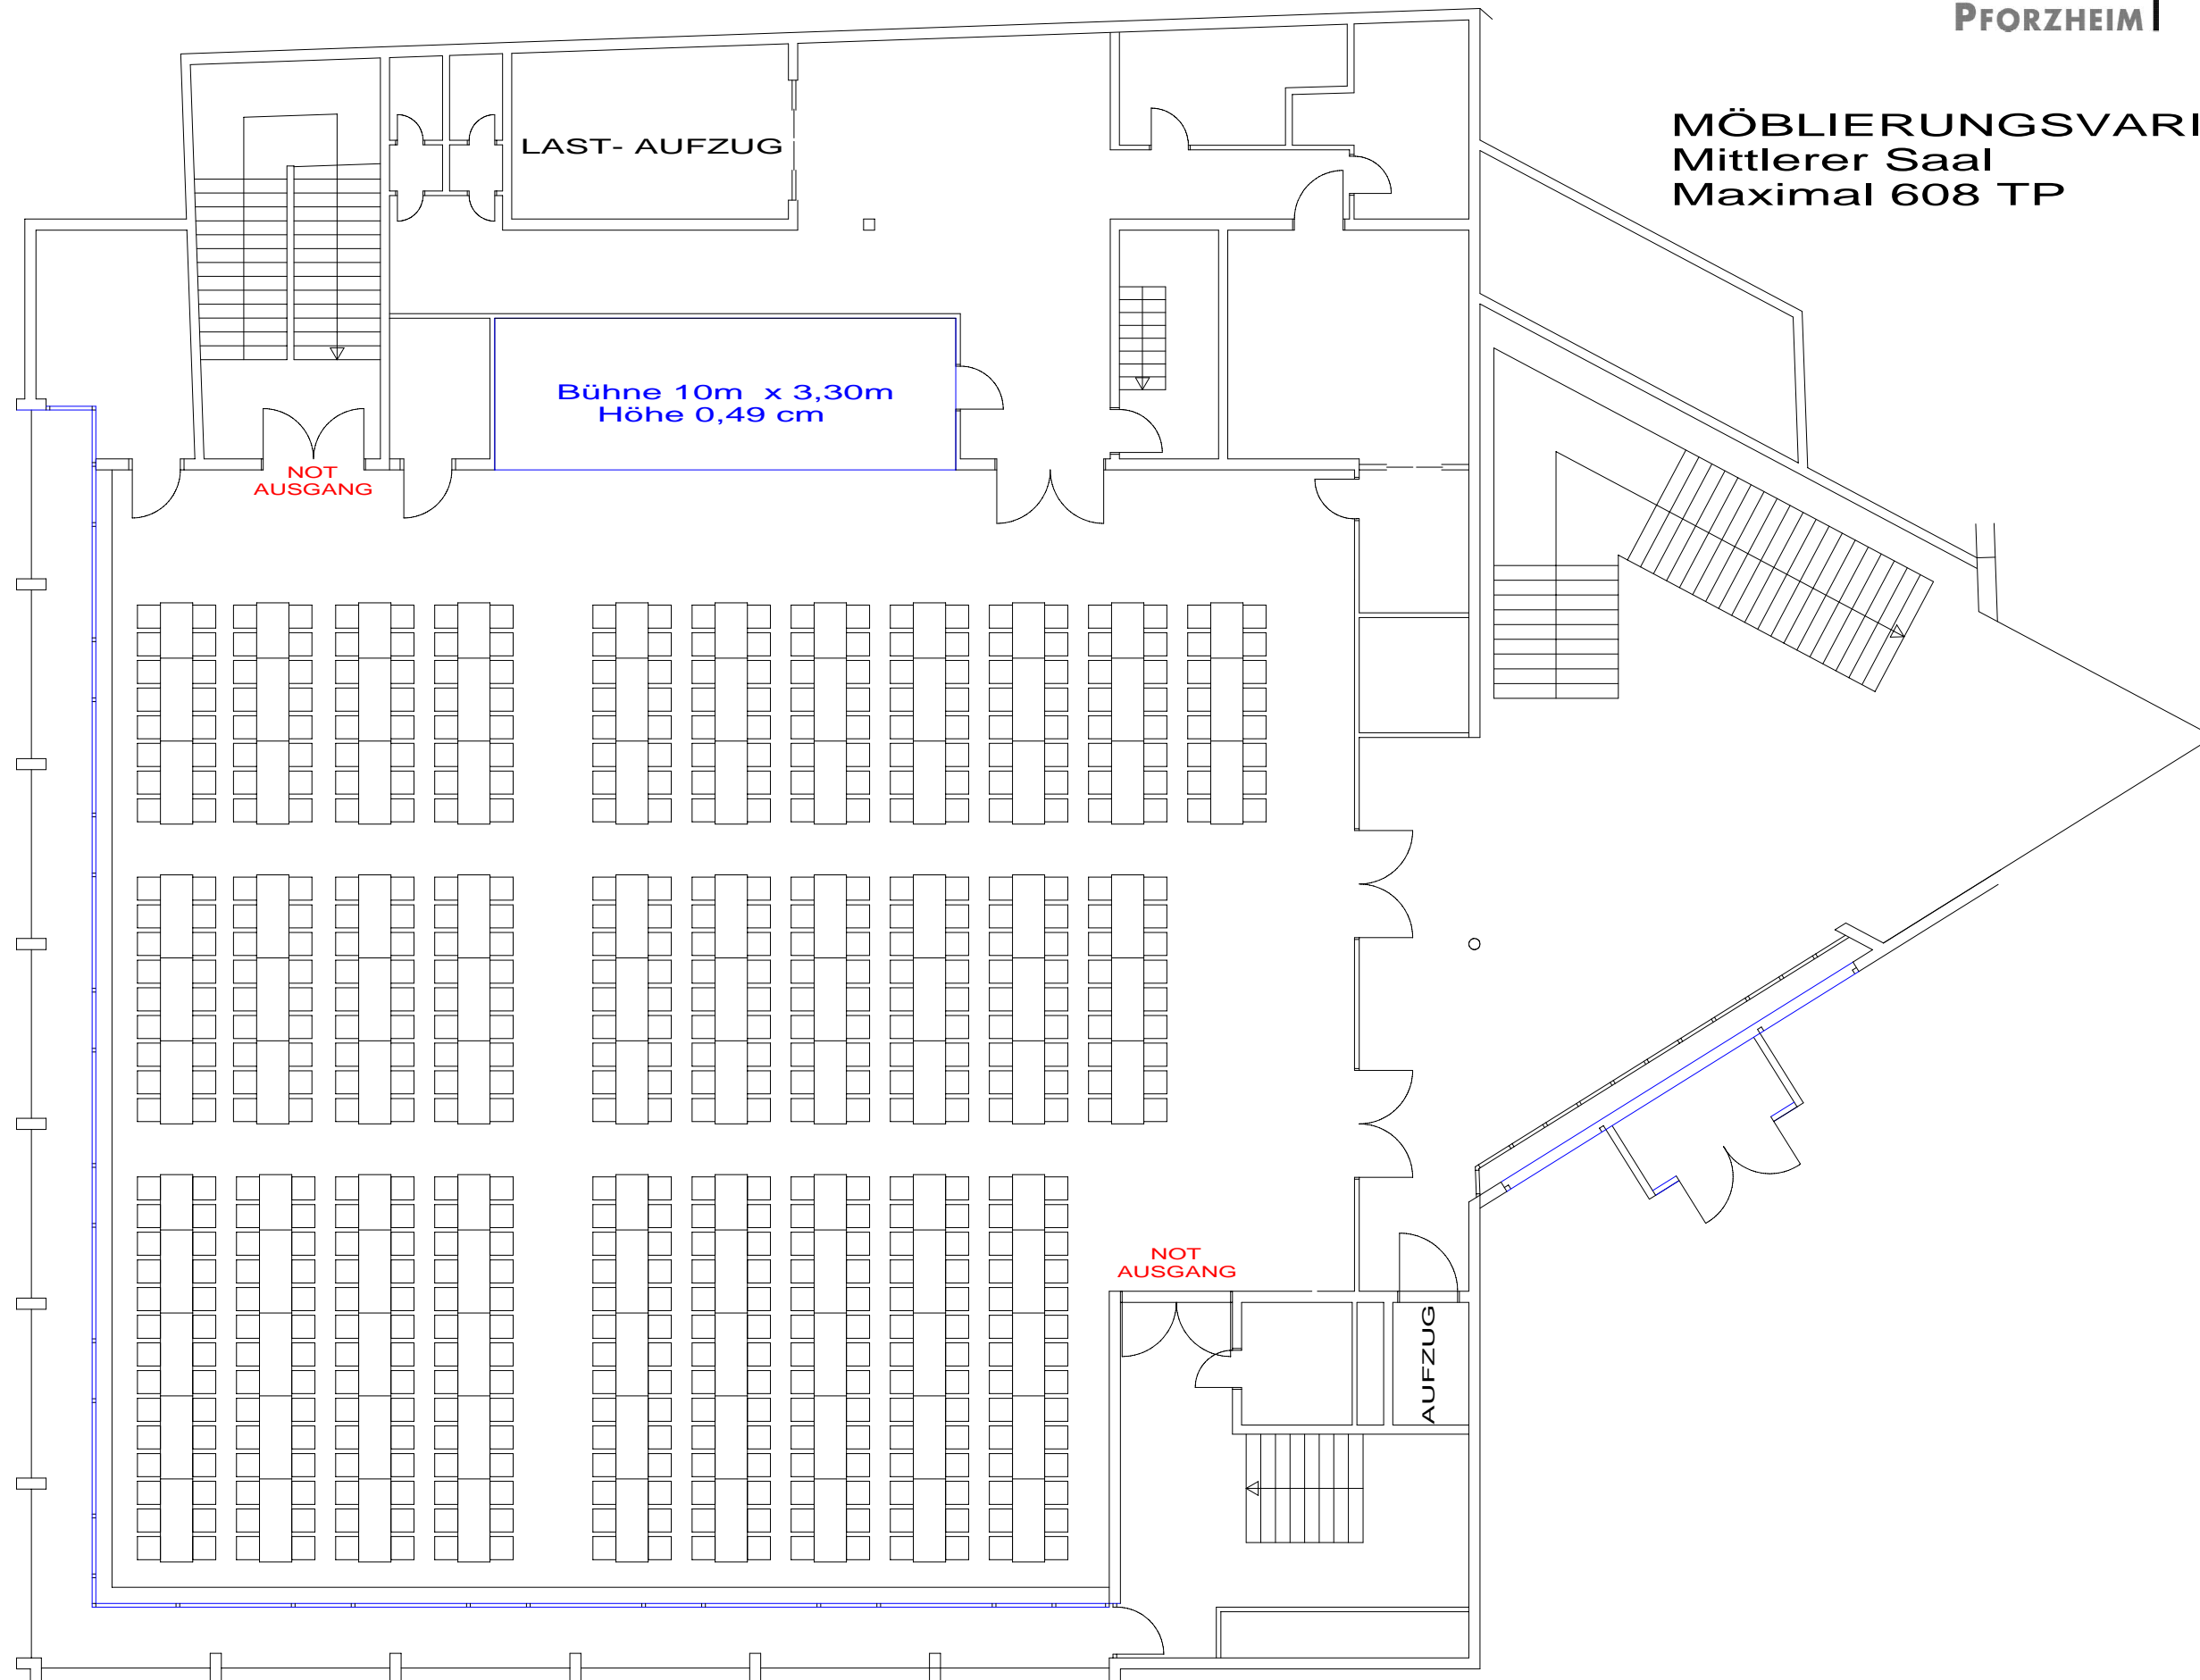 PFORZHEIM
MÖBLIERUNGSVARI
Mittlerer Saal
Maximal 608 TP
LAST- AUFZUG
Bühne 10m x 3,30m
Höhe 0,49 cm
NOT
AUSGANG
NOT
AUSGANG
AUFZUG